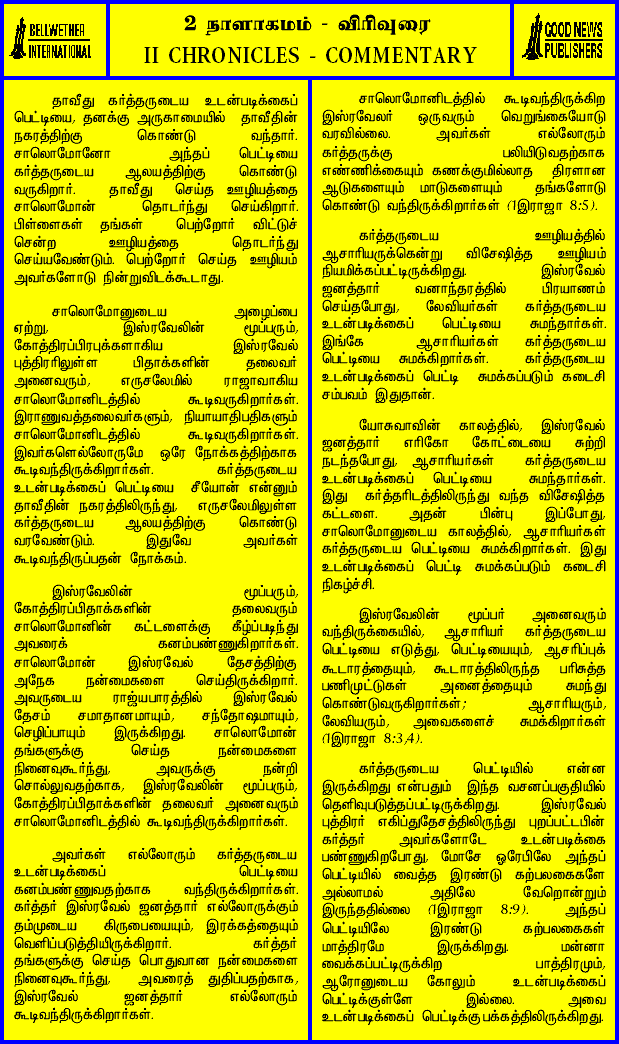 BELLWETHER
INTERNATIONAL
2 நாளாகமம் - விரிவுரை
II CHRONICLES - COMMENTARY
GOOD NEWS
PUBLISHERS
தாவீது கர்த்தருடைய உடன்படிக்கைப்
பெட்டியை, தனக்கு அருகாமையில் தாவீதின்
நகரத்திற்கு கொண்டு வந்தார்.
சாலொமோனோ அந்தப் பெட்டியை
கர்த்தருடைய ஆலயத்திற்கு கொண்டு
வருகிறார். தாவீது செய்த ஊழியத்தை
சாலொமோன் தொடர்ந்து செய்கிறார்.
பிள்ளைகள் தங்கள் பெற்றோர் விட்டுச்
சென்ற ஊழியத்தை தொடர்ந்து
செய்யவேண்டும். பெற்றோர் செய்த ஊழியம்
அவர்களோடு நின்றுவிடக்கூடாது.
சாலொமோனுடைய அழைப்பை
ஏற்று, இஸ்ரவேலின் மூப்பரும்,
கோத்திரப்பிரபுக்களாகிய இஸ்ரவேல்
புத்திரரிலுள்ள பிதாக்களின் தலைவர்
அனைவரும், எருசலேமில் ராஜாவாகிய
சாலொமோனிடத்தில் கூடிவருகிறார்கள்.
இராணுவத்தலைவர்களும், நியாயாதிபதிகளும்
சாலொமோனிடத்தில் கூடிவருகிறார்கள்.
இவர்களெல்லோருமே ஒரே நோக்கத்திற்காக
கூடிவந்திருக்கிறார்கள். கர்த்தருடைய
உடன்படிக்கைப் பெட்டியை சீயோன் என்னும்
தாவீதின் நகரத்திலிருந்து, எருசலேமிலுள்ள
கர்த்தருடைய ஆலயத்திற்கு கொண்டு
வரவேண்டும். இதுவே அவர்கள்
கூடிவந்திருப்பதன் நோக்கம்.
இஸ்ரவேலின் மூப்பரும்,
கோத்திரப்பிதாக்களின் தலைவரும்
சாலொமோனின் கட்டளைக்கு கீழ்ப்படிந்து
அவரைக் கனம்பண்ணுகிறார்கள்.
சாலொமோன் இஸ்ரவேல் தேசத்திற்கு
அநேக நன்மைகளை செய்திருக்கிறார்.
அவருடைய ராஜ்யபாரத்தில் இஸ்ரவேல்
தேசம் சமாதானமாயும், சந்தோஷமாயும்,
செழிப்பாயும் இருக்கிறது. சாலொமோன்
தங்களுக்கு செய்த நன்மைகளை
நினைவுகூர்ந்து, அவருக்கு நன்றி
சொல்லுவதற்காக, இஸ்ரவேலின் மூப்பரும்,
கோத்திரப்பிதாக்களின் தலைவர் அனைவரும்
சாலொமோனிடத்தில் கூடிவந்திருக்கிறார்கள்.
அவர்கள் எல்லோரும் கர்த்தருடைய
உடன்படிக்கைப் பெட்டியை
கனம்பண்ணுவதற்காக வந்திருக்கிறார்கள்.
கர்த்தர் இஸ்ரவேல் ஜனத்தார் எல்லோருக்கும்
தம்முடைய கிருபையையும், இரக்கத்தையும்
வெளிப்படுத்தியிருக்கிறார். கர்த்தர்
தங்களுக்கு செய்த பொதுவான நன்மைகளை
நினைவுகூர்ந்து, அவரைத் துதிப்பதற்காக,
இஸ்ரவேல் ஜனத்தார் எல்லோரும்
கூடிவந்திருக்கிறார்கள்.
சாலொமோனிடத்தில் கூடிவந்திருக்கிற
இஸ்ரவேலர் ஒருவரும் வெறுங்கையோடு
வரவில்லை. அவர்கள் எல்லோரும்
கர்த்தருக்கு பலியிடுவதற்காக
எண்ணிக்கையும் கணக்குமில்லாத திரளான
ஆடுகளையும் மாடுகளையும் தங்களோடு
கொண்டு வந்திருக்கிறார்கள் (1இராஜா 8:5).
கர்த்தருடைய ஊழியத்தில்
ஆசாரியருக்கென்று விசேஷித்த ஊழியம்
நியமிக்கப்பட்டிருக்கிறது. இஸ்ரவேல்
ஜனத்தார் வனாந்தரத்தில் பிரயாணம்
செய்தபோது, லேவியர்கள் கர்த்தருடைய
உடன்படிக்கைப் பெட்டியை சுமந்தார்கள்.
இங்கே ஆசாரியர்கள் கர்த்தருடைய
பெட்டியை சுமக்கிறார்கள். கர்த்தருடைய
உடன்படிக்கைப் பெட்டி சுமக்கப்படும் கடைசி
சம்பவம் இதுதான்.
யோசுவாவின் காலத்தில், இஸ்ரவேல்
ஜனத்தார் எரிகோ கோட்டையை சுற்றி
நடந்தபோது, ஆசாரியர்கள் கர்த்தருடைய
உடன்படிக்கைப் பெட்டியை சுமந்தார்கள்.
இது கர்த்தரிடத்திலிருந்து வந்த விசேஷித்த
கட்டளை. அதன் பின்பு இப்போது,
சாலொமோனுடைய காலத்தில், ஆசாரியர்கள்
கர்த்தருடைய பெட்டியை சுமக்கிறார்கள். இது
உடன்படிக்கைப் பெட்டி சுமக்கப்படும் கடைசி
நிகழ்ச்சி.
இஸ்ரவேலின் மூப்பர் அனைவரும்
வந்திருக்கையில், ஆசாரியர் கர்த்தருடைய
பெட்டியை எடுத்து, பெட்டியையும், ஆசரிப்புக்
கூடாரத்தையும், கூடாரத்திலிருந்த பரிசுத்த
பணிமுட்டுகள் அனைத்தையும் சுமந்து
கொண்டுவருகிறார்கள்; ஆசாரியரும்,
லேவியரும், அவைகளைச் சுமக்கிறார்கள்
(1இராஜா 8:3,4).
கர்த்தருடைய பெட்டியில் என்ன
இருக்கிறது என்பதும் இந்த வசனப்பகுதியில்
தெளிவுபடுத்தப்பட்டிருக்கிறது. இஸ்ரவேல்
புத்திரர் எகிப்துதேசத்திலிருந்து புறப்பட்டபின்
கர்த்தர் அவர்களோடே உடன்படிக்கை
பண்ணுகிறபோது, மோசே ஒரேபிலே அந்தப்
பெட்டியில் வைத்த இரண்டு கற்பலகைகளே
அல்லாமல் அதிலே வேறொன்றும்
இருந்ததில்லை (1இராஜா 8:9). அந்தப்
பெட்டியிலே இரண்டு கற்பலகைகள்
மாத்திரமே இருக்கிறது. மன்னா
வைக்கப்பட்டிருக்கிற பாத்திரமும்,
ஆரோனுடைய கோலும் உடன்படிக்கைப்
பெட்டிக்குள்ளே இல்லை. அவை
உடன்படிக்கைப் பெட்டிக்கு பக்கத்திலிருக்கிறது.